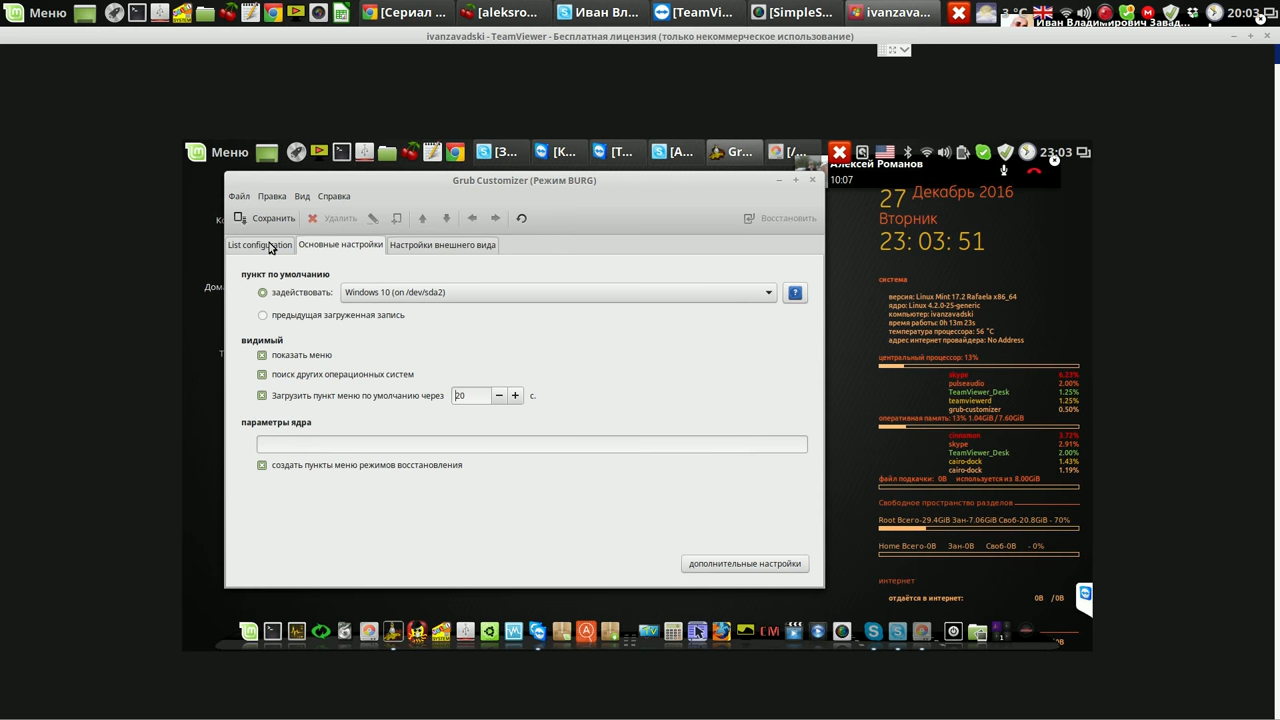 Меню
[Сериал ...
[alekro...
Иван Вл...
[TeamVi...
[SimpleS...
ivanzava...
3 °C
20:03
Иван Владимирович Завад...
ivanzavadski - TeamViewer - Бесплатная лицензия (только некоммерческое использование)
Меню
[З...
[К...
[Т...
[А...
Gr...
[/...
23:03
Алексей Романов
10:07
Grub Customizer (Режим BURG)
Файл Правка Вид Справка
Сохранить Удалить Восстановить
List configuration Основные настройки Настройки внешнего вида
пункт по умолчанию
задействовать: Windows 10 (on /dev/sda2)
предыдущая загруженная запись
видимый
показать меню
поиск других операционных систем
Загрузить пункт меню по умолчанию через 20 с.
параметры ядра
создать пункты меню режимов восстановления
дополнительные настройки
27 Декабрь 2016
Вторник
23: 03: 51
система
версия: Linux Mint 17.2 Rafaela x86_64
ядро: Linux 4.2.0-25-generic
компьютер: ivanzavadski
время работы: 0h 13m 23s
температура процессора: 56 °C
адрес интернет провайдера: No Address
центральный процессор: 13%
skype 6.23%
pulseaudio 2.00%
TeamViewer_Desk 1.25%
teamviewerd 1.25%
grub-customizer 0.50%
оперативная память: 13% 1.04GiB / 7.60GiB
cinnamon 3.72%
skype 2.91%
TeamViewer_Desk 2.00%
cairo-dock 1.43%
cairo-dock 1.19%
файл подкачки: 0B используется из 8.00GiB
Свободное пространство разделов
Root Всего-29.4GiB Зан-7.06GiB Своб-20.8GiB - 70%
Home Всего-0B Зан-0B Своб-0B - 0%
интернет
отдаётся в интернет: 0B /0B